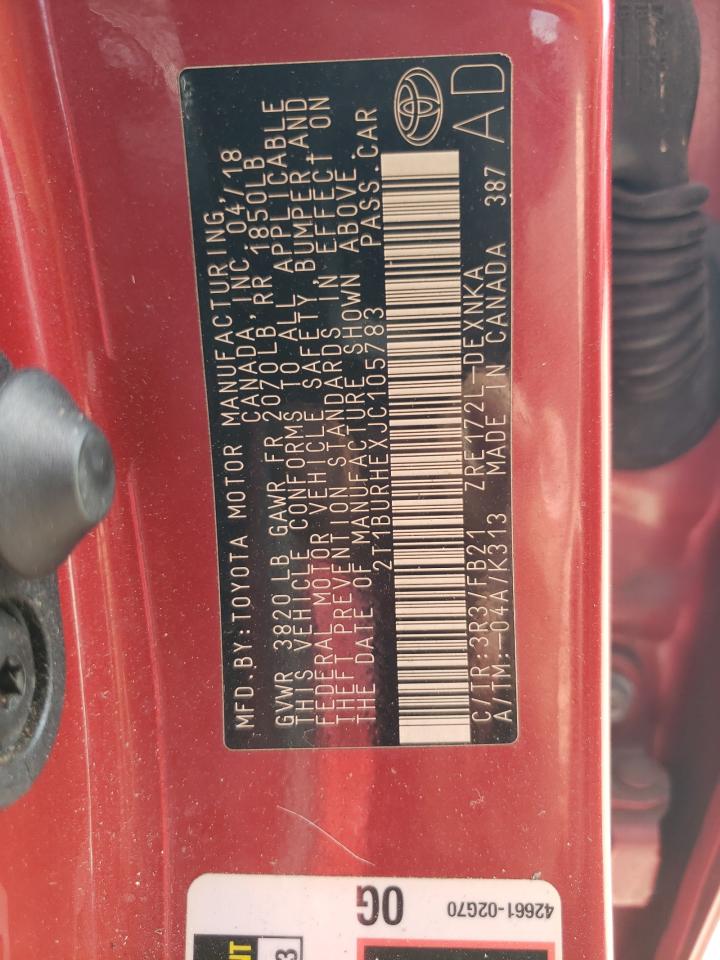 MFD.BY:TOYOTA MOTOR MANUFACTURING,
CANADA,INC. 04/18
GVWR 3820LB GAWR FR 2070LB,RR 1850LB
THIS VEHICLE CONFORMS TO ALL APPLICABLE
FEDERAL MOTOR VEHICLE SAFETY,BUMPER,AND
THEFT PREVENTION STANDARDS IN EFFECT ON
THE DATE OF MANUFACTURE SHOWN ABOVE.
2T1BURHEXJC105783 PASS.CAR
C/TR:3R3/FB21 ZRE172L-DEXNKA
A/TM:-04A/K313 MADE IN CANADA 387
AD
42661-02G70
0G
NT
3